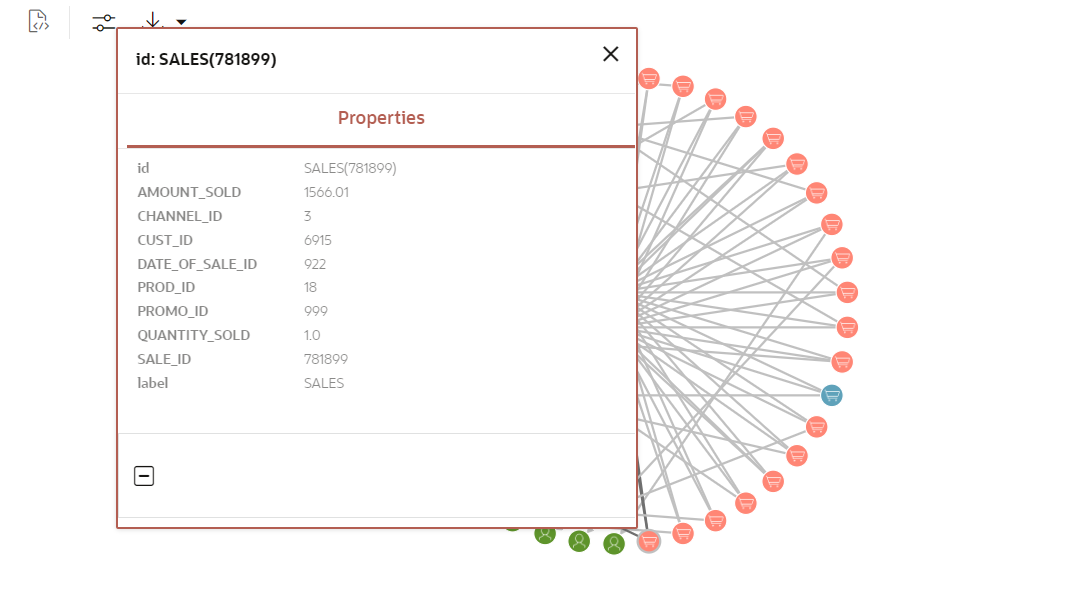 id: SALES(781899)
Properties
id SALES(781899)
AMOUNT_SOLD 1566.01
CHANNEL_ID 3
CUST_ID 6915
DATE_OF_SALE_ID 922
PROD_ID 18
PROMO_ID 999
QUANTITY_SOLD 1.0
SALE_ID 781899
label SALES